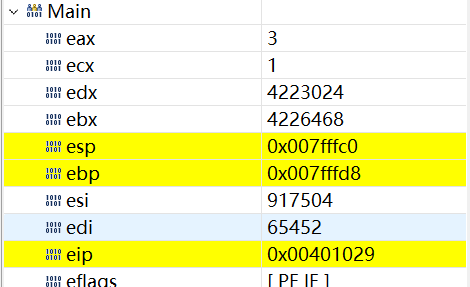 Main
eax 3
ecx 1
edx 4223024
ebx 4226468
esp 0x007fffc0
ebp 0x007fffd8
esi 917504
edi 65452
eip 0x00401029
eflags [ PF IF ]